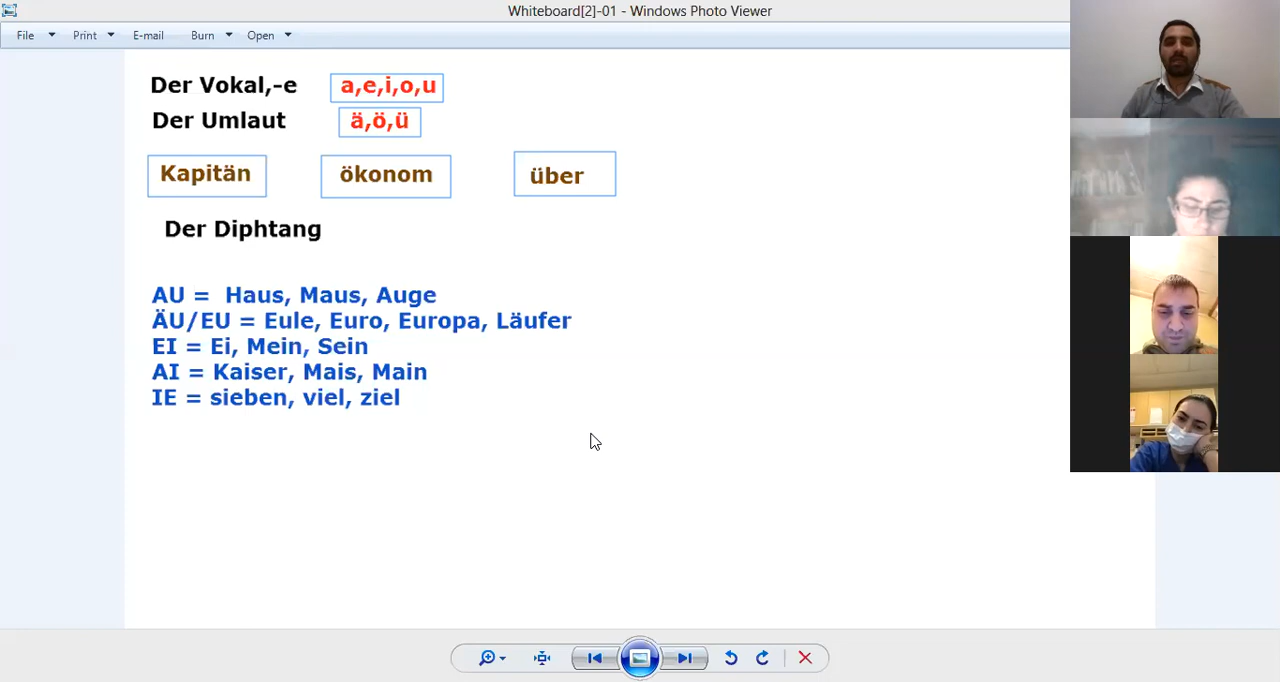 Whiteboard[2]-01 - Windows Photo Viewer
File Print E-mail Burn Open
Der Vokal,-e a,e,i,o,u
Der Umlaut ä,ö,ü
Kapitän ökonom über
Der Diphtang
AU = Haus, Maus, Auge
ÄU/EU = Eule, Euro, Europa, Läufer
EI = Ei, Mein, Sein
AI = Kaiser, Mais, Main
IE = sieben, viel, ziel